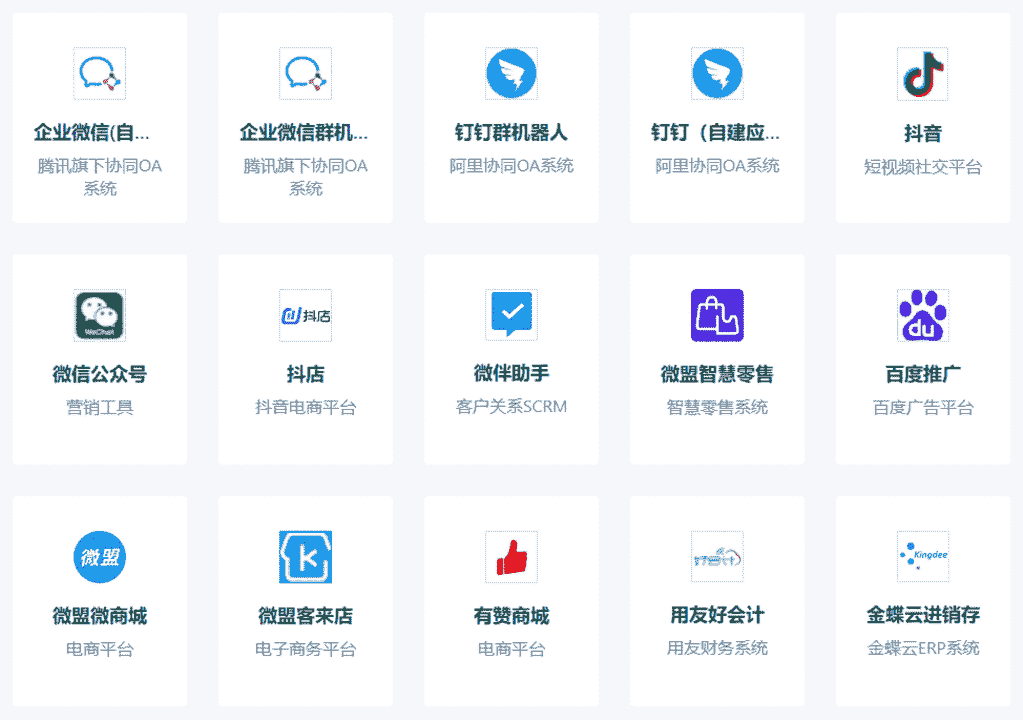 企业微信(自...
腾讯旗下协同OA
系统
企业微信群机...
腾讯旗下协同OA
系统
钉钉群机器人
阿里协同OA系统
钉钉（自建应...
阿里协同OA系统
抖音
短视频社交平台
WeChat
微信公众号
营销工具
抖店
抖店
抖音电商平台
微伴助手
客户关系SCRM
微盟智慧零售
智慧零售系统
du
百度推广
百度广告平台
微盟
微盟微商城
电商平台
K
微盟客来店
电子商务平台
有赞商城
电商平台
用友好会计
用友财务系统
Kingdee
金蝶云进销存
金蝶云ERP系统